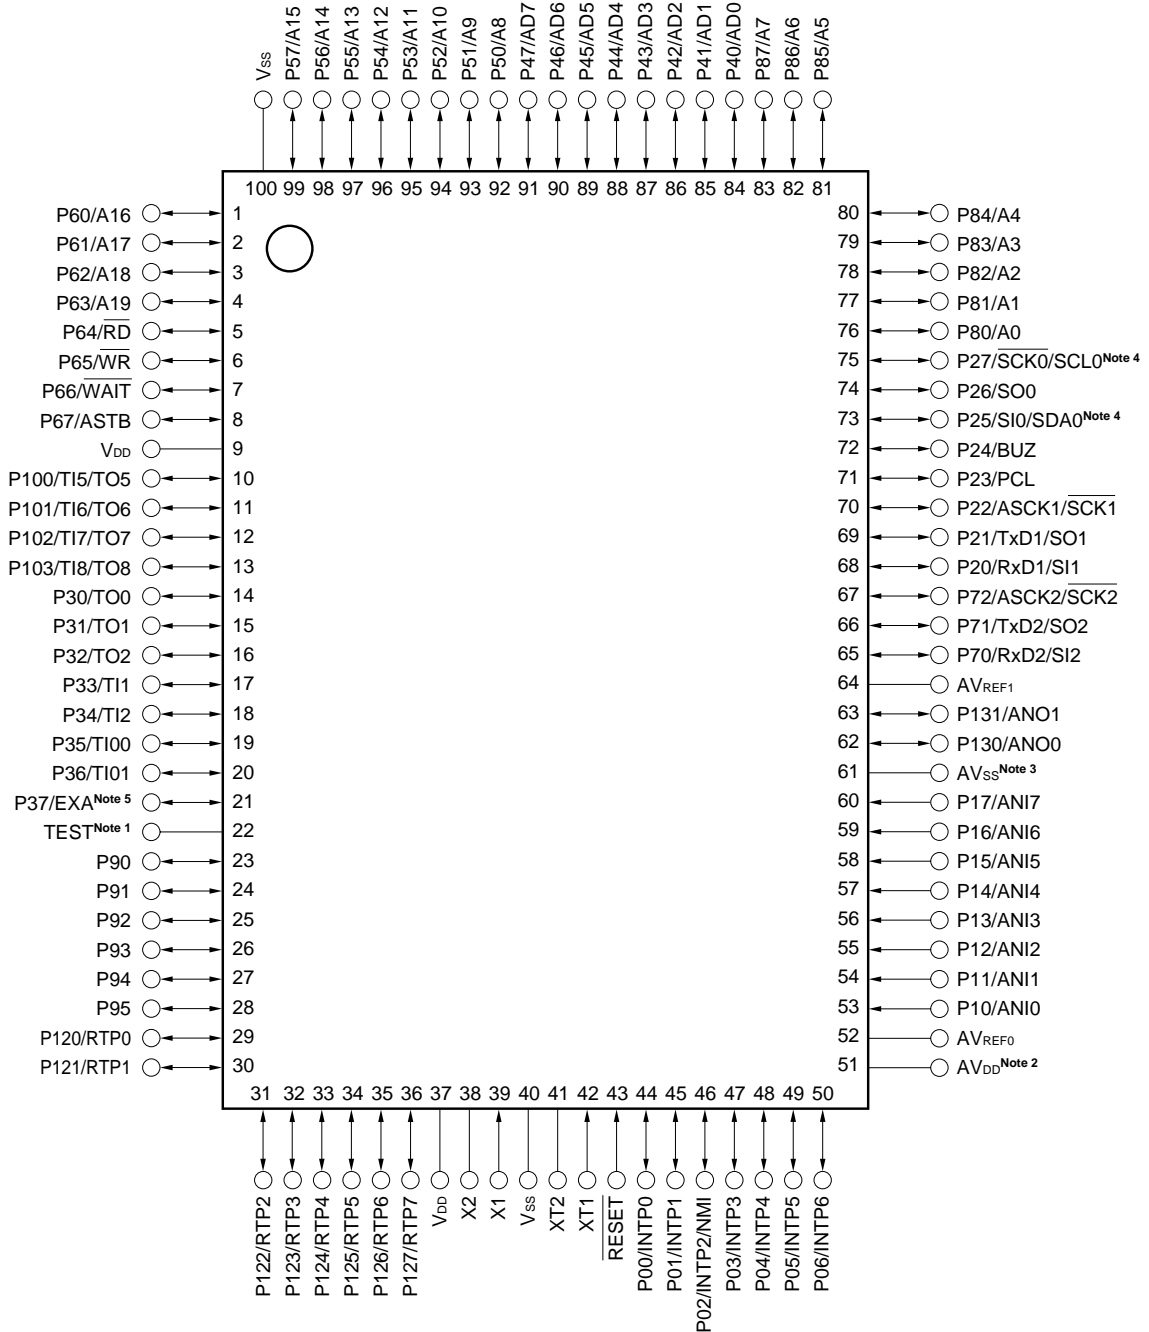 VSS
P57/A15
P56/A14
P55/A13
P54/A12
P53/A11
P52/A10
P51/A9
P50/A8
P47/AD7
P46/AD6
P45/AD5
P44/AD4
P43/AD3
P42/AD2
P41/AD1
P40/AD0
P87/A7
P86/A6
P85/A5
100 99 98 97 96 95 94 93 92 91 90 89 88 87 86 85 84 83 82 81
P60/A16 1
P61/A17 2
P62/A18 3
P63/A19 4
P64/RD 5
P65/WR 6
P66/WAIT 7
P67/ASTB 8
VDD 9
P100/TI5/TO5 10
P101/TI6/TO6 11
P102/TI7/TO7 12
P103/TI8/TO8 13
P30/TO0 14
P31/TO1 15
P32/TO2 16
P33/TI1 17
P34/TI2 18
P35/TI00 19
P36/TI01 20
P37/EXA Note 5 21
TEST Note 1 22
P90 23
P91 24
P92 25
P93 26
P94 27
P95 28
P120/RTP0 29
P121/RTP1 30
80 P84/A4
79 P83/A3
78 P82/A2
77 P81/A1
76 P80/A0
75 P27/SCK0/SCL0 Note 4
74 P26/SO0
73 P25/SI0/SDA0 Note 4
72 P24/BUZ
71 P23/PCL
70 P22/ASCK1/SCK1
69 P21/TxD1/SO1
68 P20/RxD1/SI1
67 P72/ASCK2/SCK2
66 P71/TxD2/SO2
65 P70/RxD2/SI2
64 AVREF1
63 P131/ANO1
62 P130/ANO0
61 AVSS Note 3
60 P17/ANI7
59 P16/ANI6
58 P15/ANI5
57 P14/ANI4
56 P13/ANI3
55 P12/ANI2
54 P11/ANI1
53 P10/ANI0
52 AVREF0
51 AVDD Note 2
31 32 33 34 35 36 37 38 39 40 41 42 43 44 45 46 47 48 49 50
P122/RTP2
P123/RTP3
P124/RTP4
P125/RTP5
P126/RTP6
P127/RTP7
VDD
X2
X1
VSS
XT2
XT1
RESET
P00/INTP0
P01/INTP1
P02/INTP2/NMI
P03/INTP3
P04/INTP4
P05/INTP5
P06/INTP6